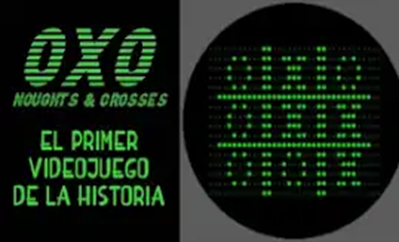 OXO
NOUGHTS & CROSSES
EL PRIMER
VIDEOJUEGO
DE LA HISTORIA